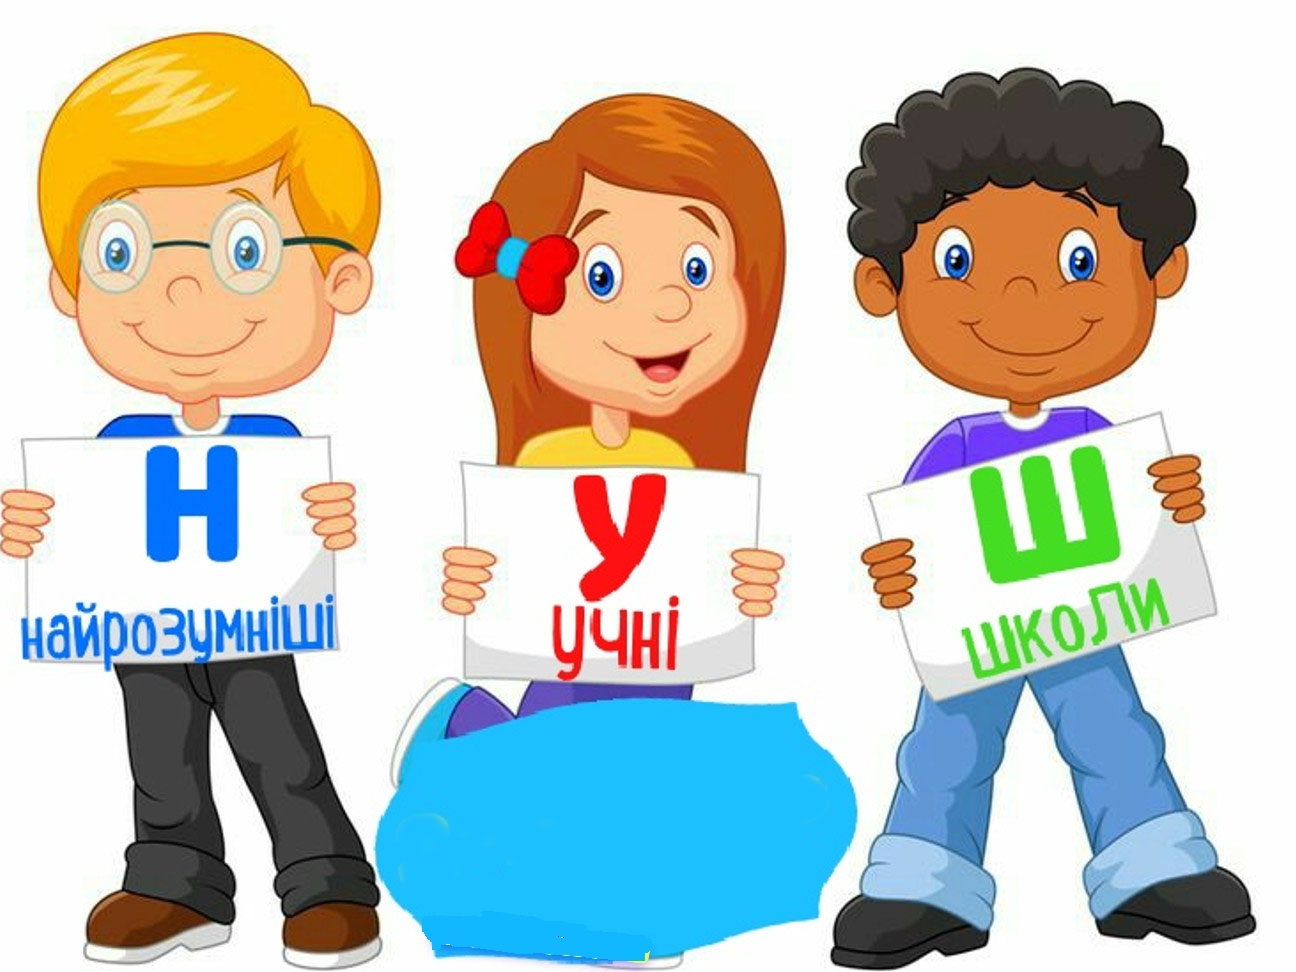 Н
найрозумніші
У
учні
Ш
школи